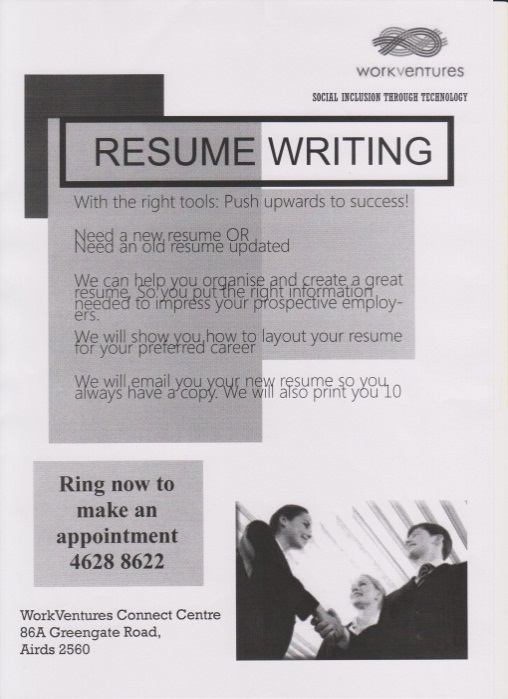 workventures
SOCIAL INCLUSION THROUGH TECHNOLOGY
RESUME WRITING
With the right tools: Push upwards to success!
Need a new resume OR
Need an old resume updated
We can help you organise and create a great
resume. So you put the right information
needed to impress your prospective employ-
ers.
We will show you how to layout your resume
for your preferred career
We will email you your new resume so you
always have a copy. We will also print you 10
Ring now to
make an
appointment
4628 8622
WorkVentures Connect Centre
86A Greengate Road,
Airds 2560